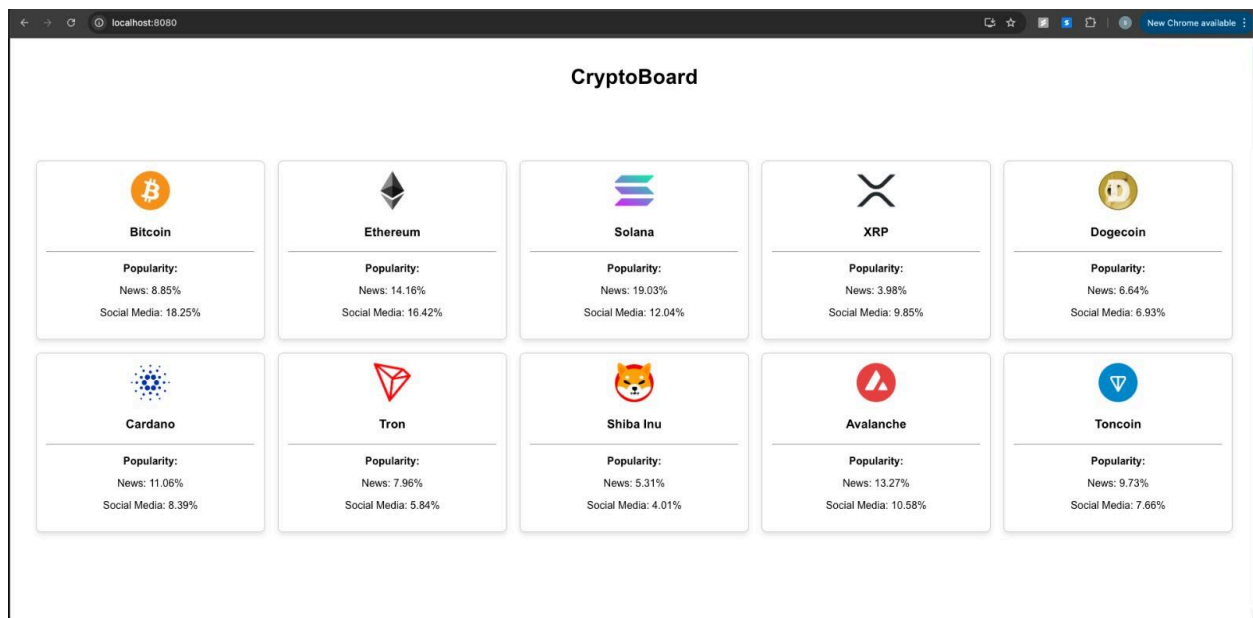 localhost:8080
New Chrome available
CryptoBoard
Bitcoin
Popularity:
News: 8.85%
Social Media: 18.25%
Ethereum
Popularity:
News: 14.16%
Social Media: 16.42%
Solana
Popularity:
News: 19.03%
Social Media: 12.04%
XRP
Popularity:
News: 3.98%
Social Media: 9.85%
Dogecoin
Popularity:
News: 6.64%
Social Media: 6.93%
Cardano
Popularity:
News: 11.06%
Social Media: 8.39%
Tron
Popularity:
News: 7.96%
Social Media: 5.84%
Shiba Inu
Popularity:
News: 5.31%
Social Media: 4.01%
Avalanche
Popularity:
News: 13.27%
Social Media: 10.58%
Toncoin
Popularity:
News: 9.73%
Social Media: 7.66%